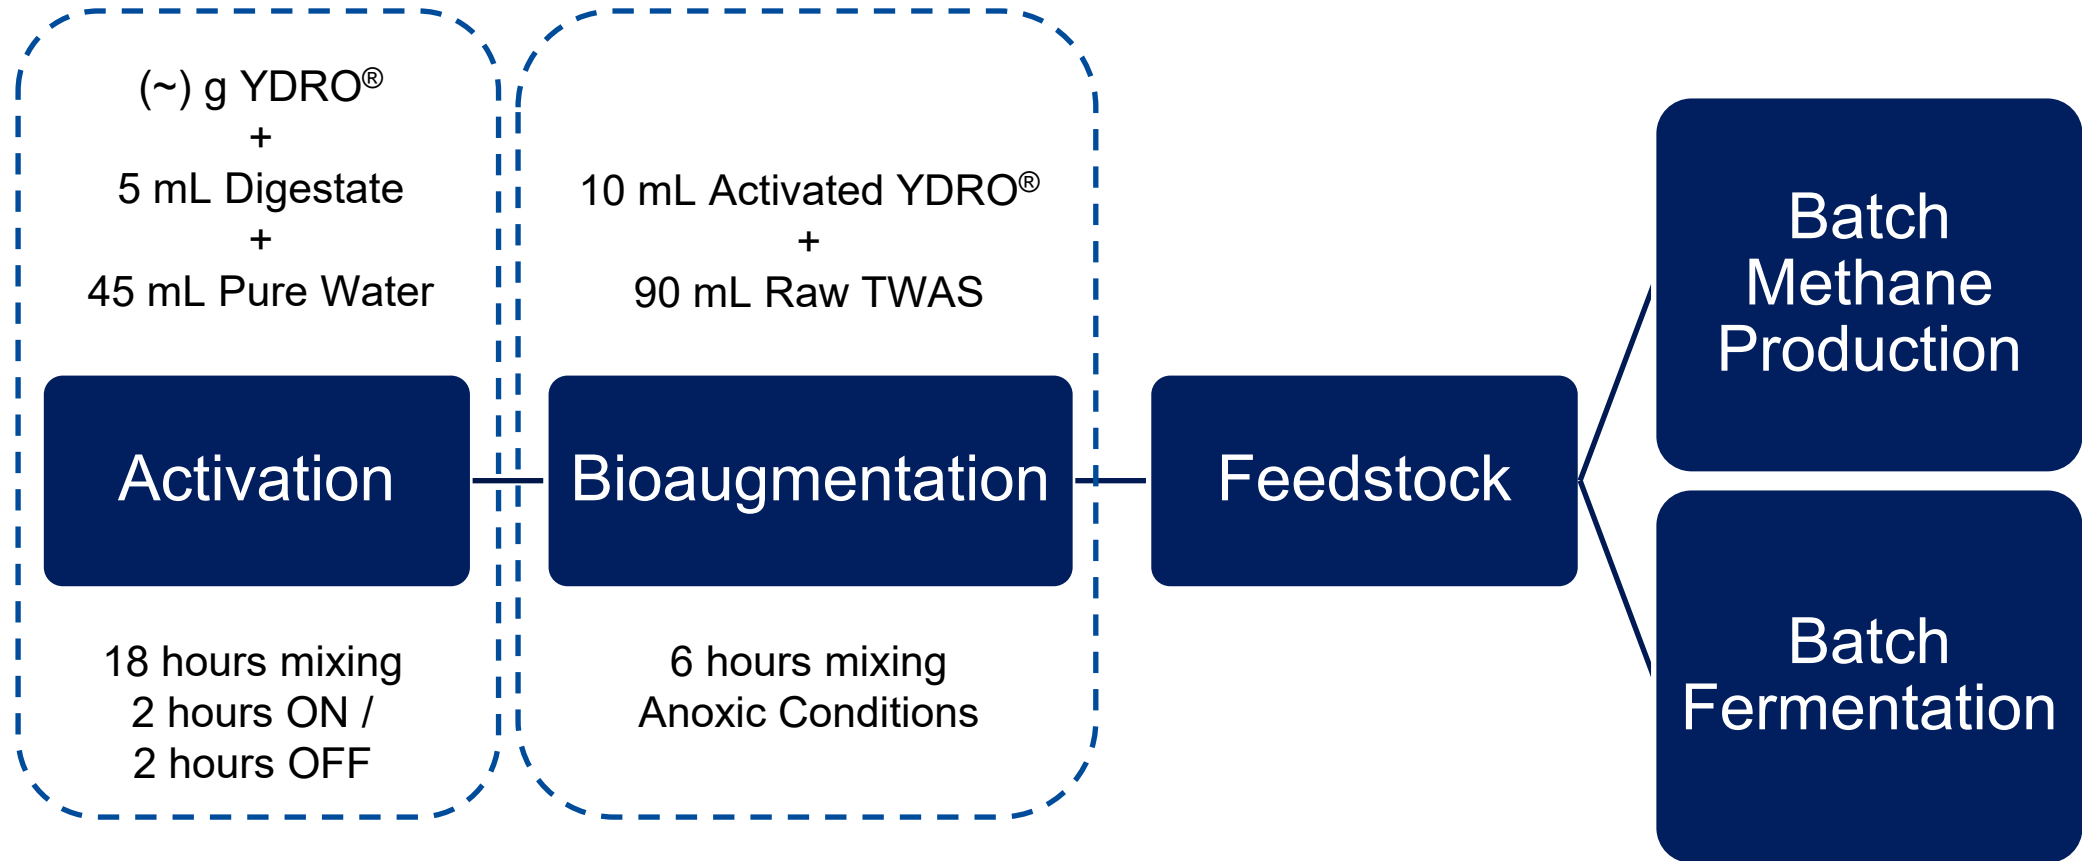 (~) g YDRO®
+
5 mL Digestate
+
45 mL Pure Water
Activation
18 hours mixing
2 hours ON /
2 hours OFF
10 mL Activated YDRO®
+
90 mL Raw TWAS
Bioaugmentation
6 hours mixing
Anoxic Conditions
Feedstock
Batch
Methane
Production
Batch
Fermentation